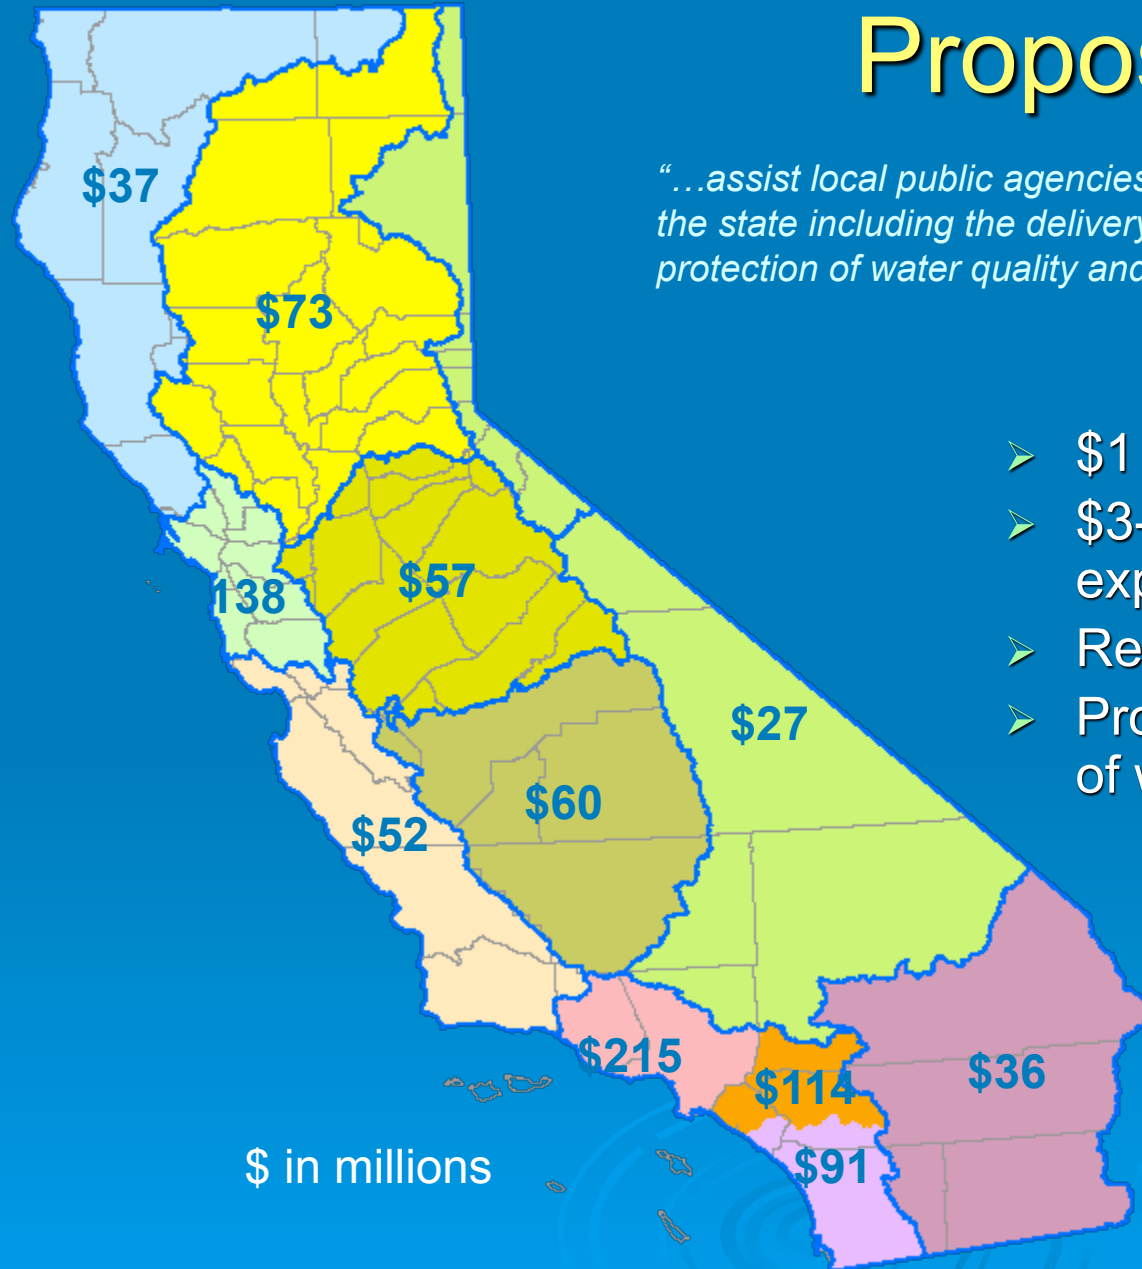 Propos
“…assist local public agencies
the state including the delivery
protection of water quality and
$37
$73
$1
$3-
exp
138
$57
Re
Pro
of w
$27
$60
$52
$215
$114
$36
$91
$ in millions